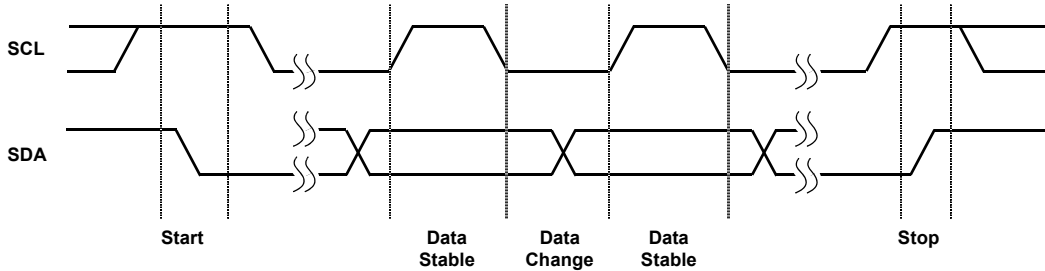 SCL
SDA
Start
Data
Stable
Data
Change
Data
Stable
Stop